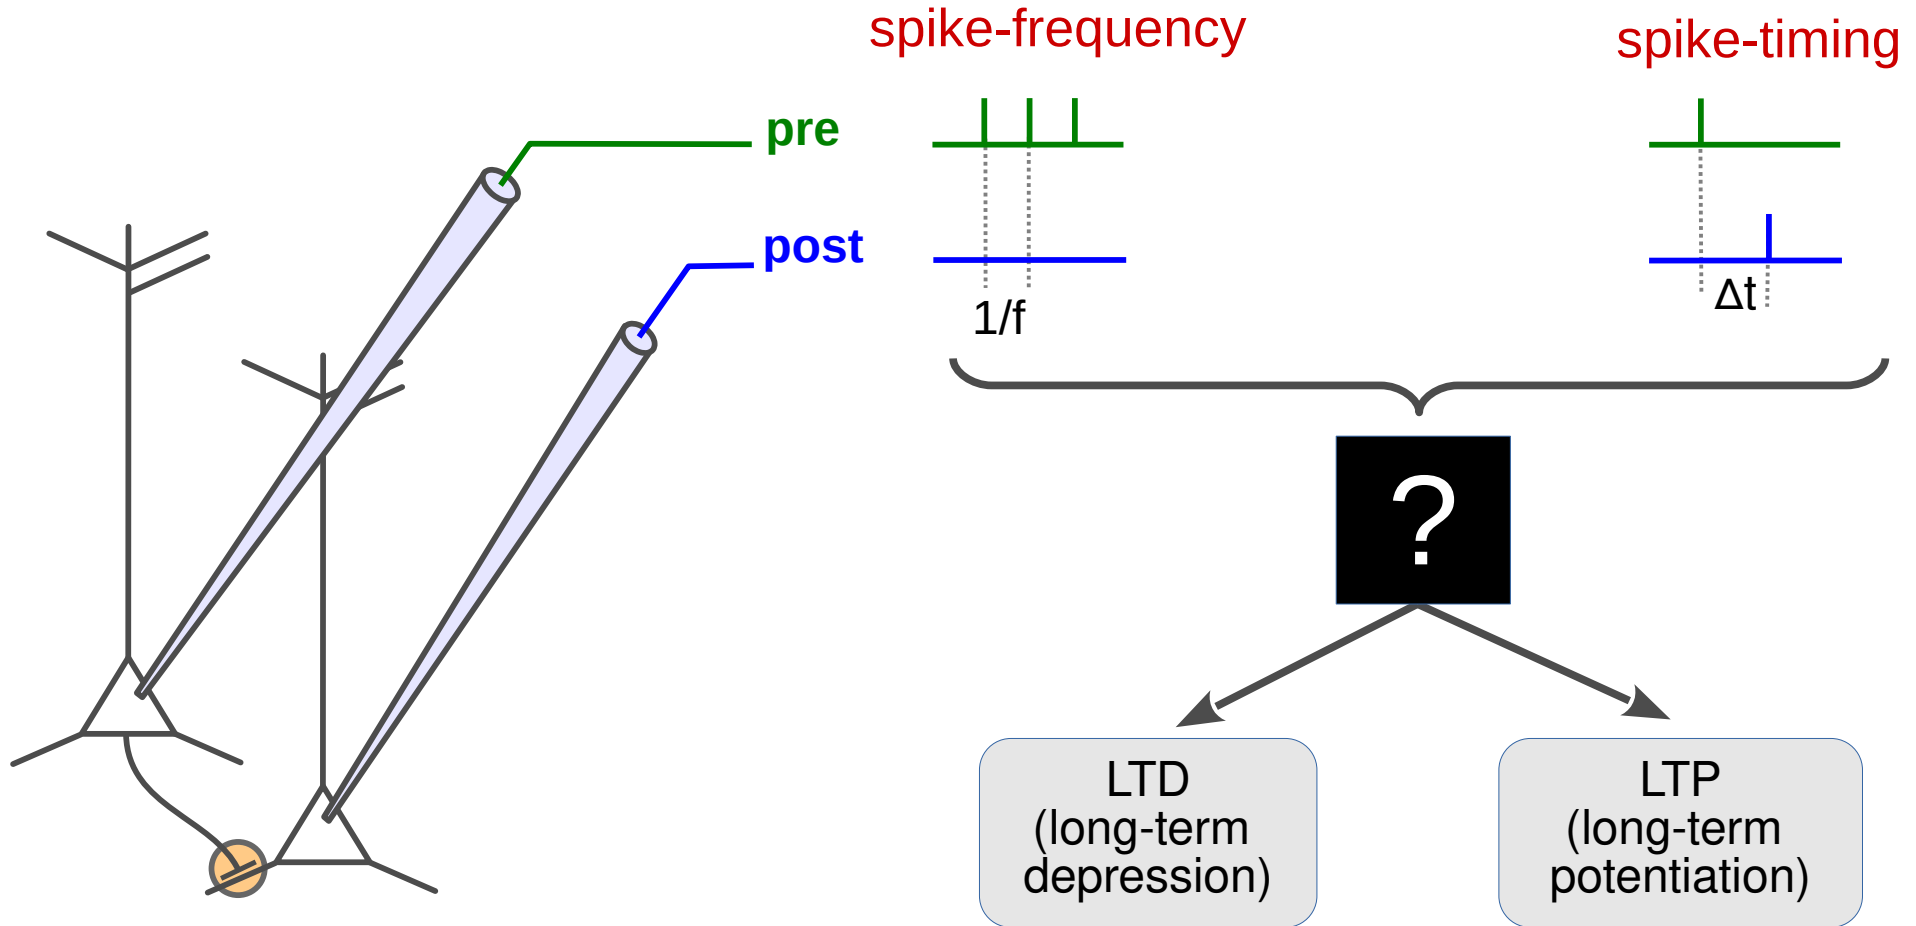 spike-frequency
spike-timing
pre
post
1/f
Δt
?
LTD
(long-term
depression)
LTP
(long-term
potentiation)